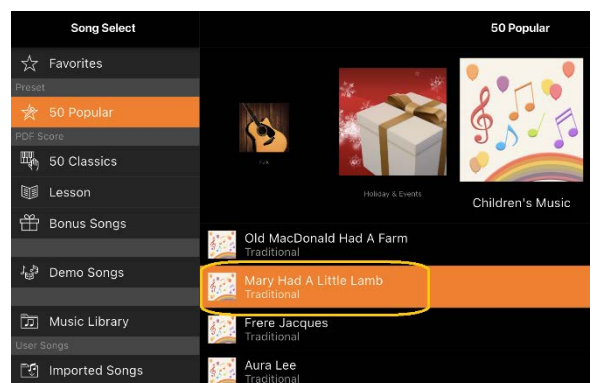 Song Select
Favorites
Preset
50 Popular
PDF Score
50 Classics
Lesson
Bonus Songs
Demo Songs
Music Library
User Songs
Imported Songs
50 Popular
Folk
Holiday & Events
Children's Music
Old MacDonald Had A Farm
Traditional
Mary Had A Little Lamb
Traditional
Frere Jacques
Traditional
Aura Lee
Traditional